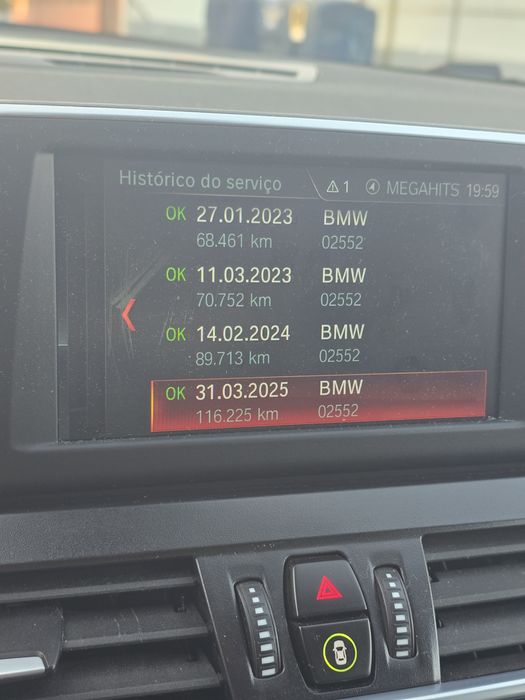 Histórico do serviço 1 MEGAHITS 19:59
OK 27.01.2023 BMW
68.461 km 02552
OK 11.03.2023 BMW
70.752 km 02552
OK 14.02.2024 BMW
89.713 km 02552
OK 31.03.2025 BMW
116.225 km 02552